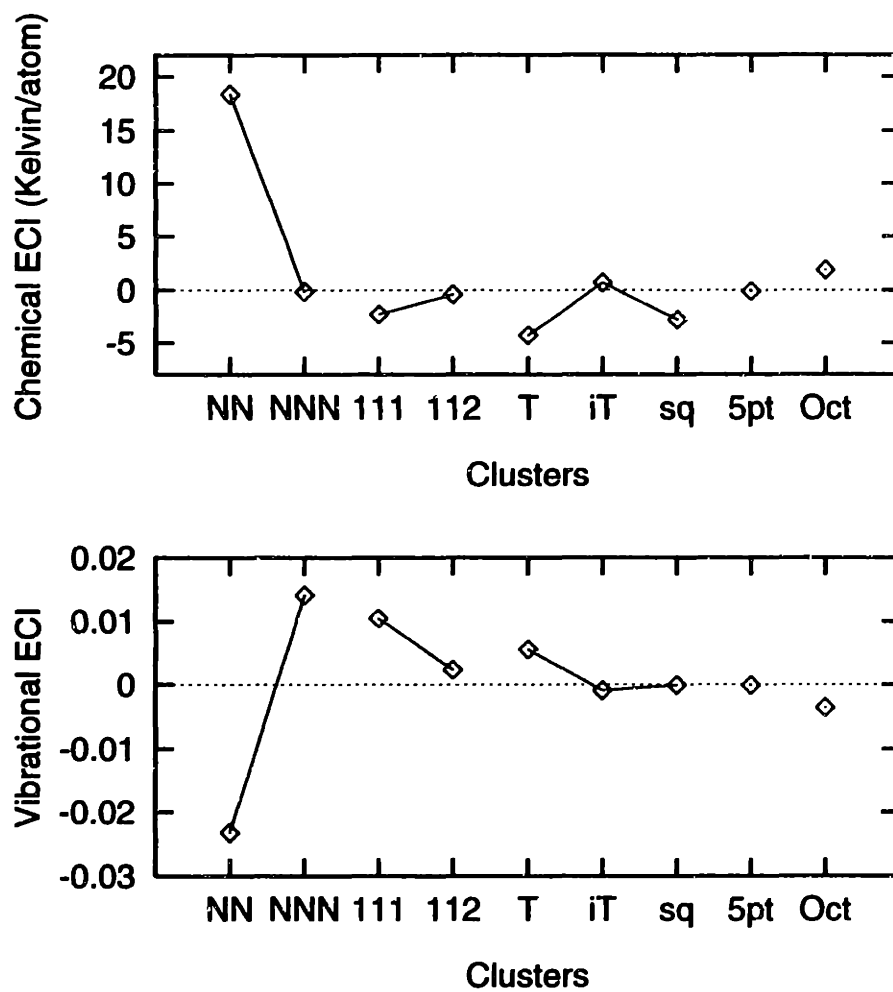 Chemical ECI (Kelvin/atom)
20
15
10
5
0
-5
NN NNN 111 112 T iT sq 5pt Oct
Clusters
Vibrational ECI
0.02
0.01
0
-0.01
-0.02
-0.03
NN NNN 111 112 T iT sq 5pt Oct
Clusters